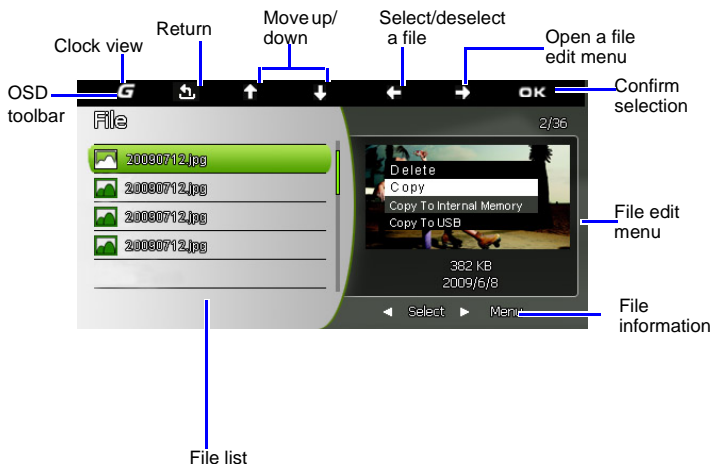 Clock view
Return
Move up/
down
Select/deselect
a file
Open a file
edit menu
Confirm
selection
OSD
toolbar
G
OK
File
2/36
20090712.jpg
20090712.jpg
20090712.jpg
20090712.jpg
Delete
Copy
Copy To Internal Memory
Copy To USB
382 KB
2009/6/8
Select
Menu
File edit
menu
File
information
File list